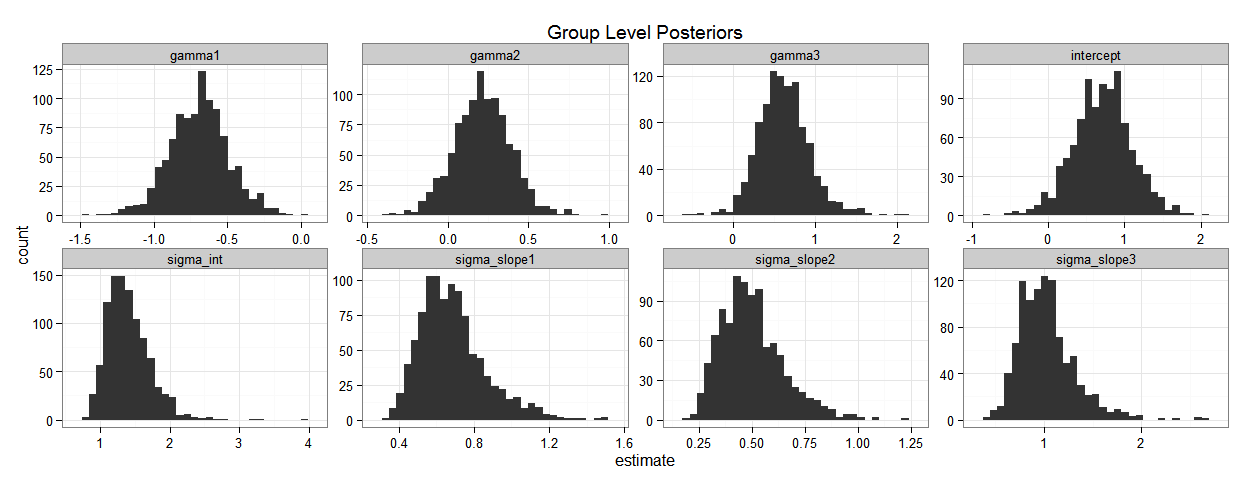 Group Level Posteriors
gamma1 gamma2 gamma3 intercept
125 100 75 50 25 0
100 75 50 25 0
120 80 40 0
90 60 30 0
-1.5 -1.0 -0.5 0.0
-0.5 0.0 0.5 1.0
0 1 2
-1 0 1 2
count
sigma_int sigma_slope1 sigma_slope2 sigma_slope3
150 100 50 0
100 75 50 25 0
90 60 30 0
120 80 40 0
1 2 3 4
0.4 0.8 1.2 1.6
0.25 0.50 0.75 1.00 1.25
1 2
estimate